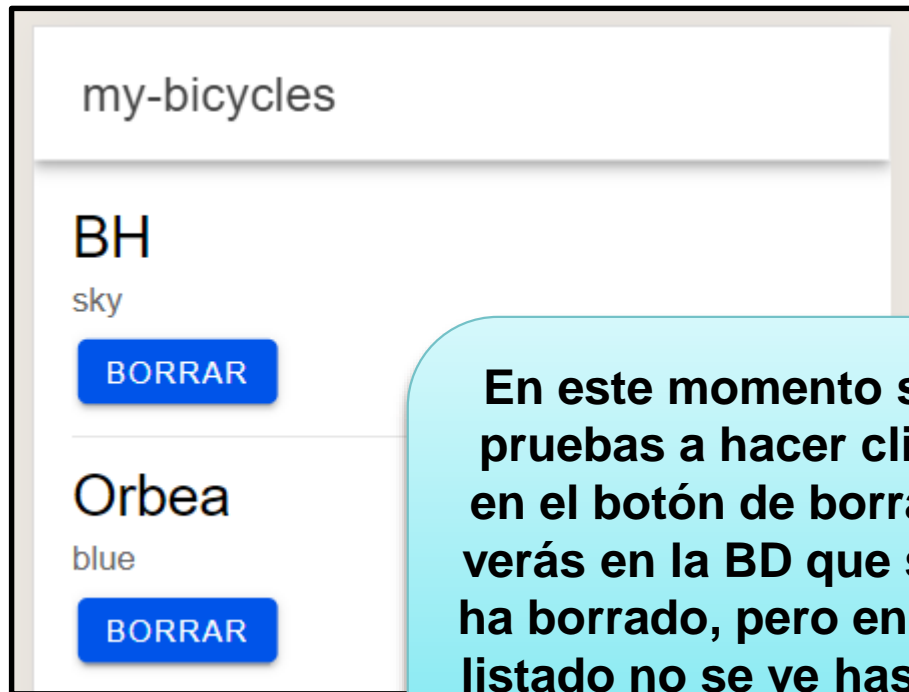 my-bicycles
BH
sky
BORRAR
Orbea
blue
BORRAR
En este momento
pruebas a hacer
en el botón de
verás en la BD que
ha borrado, pero en
listado no se ve